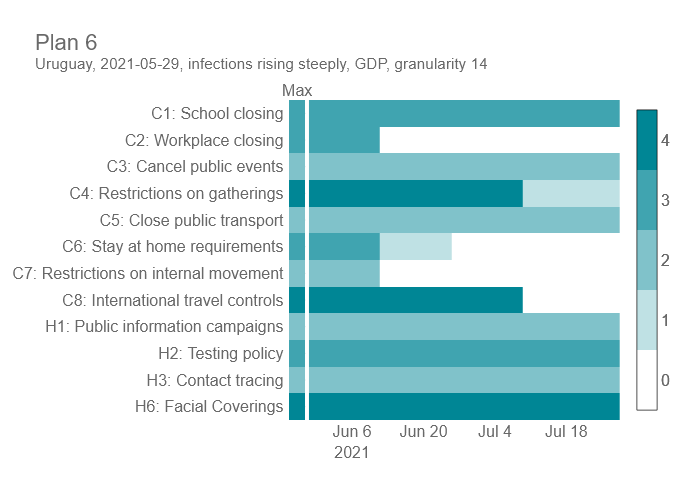 Plan 6
Uruguay, 2021-05-29, infections rising steeply, GDP, granularity 14
Max
C1: School closing
C2: Workplace closing
C3: Cancel public events
C4: Restrictions on gatherings
C5: Close public transport
C6: Stay at home requirements
C7: Restrictions on internal movement
C8: International travel controls
H1: Public information campaigns
H2: Testing policy
H3: Contact tracing
H6: Facial Coverings
Jun 6 Jun 20 Jul 4 Jul 18
2021
4
3
2
1
0